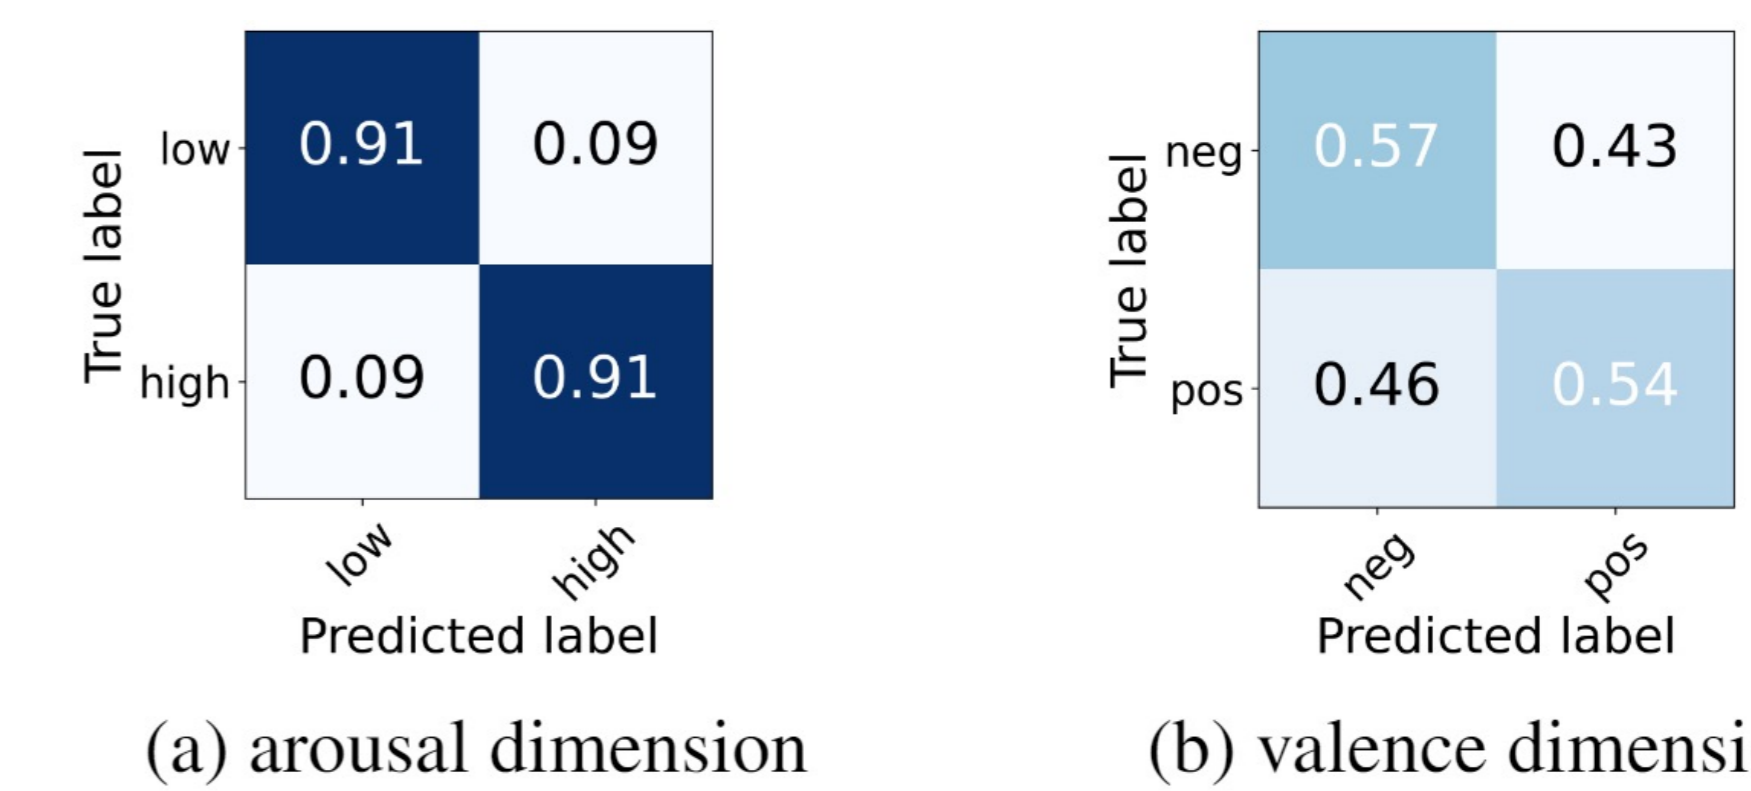 True label
low
0.91
0.09
high
0.09
0.91
low
high
Predicted label
(a) arousal dimension
True label
neg
0.57
0.43
pos
0.46
0.54
neg
pos
Predicted label
(b) valence dimensi